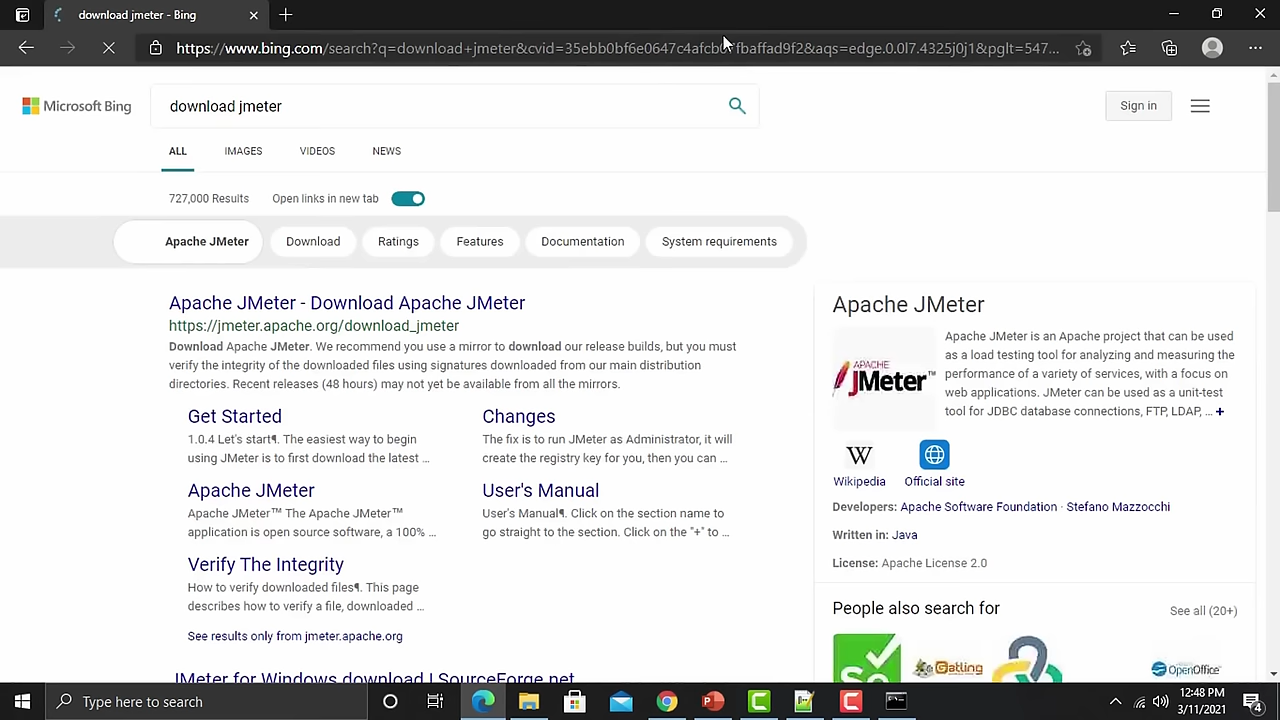 download jmeter - Bing
https://www.bing.com/search?q=download+jmeter&cvid=35ebb0bf6e0647c4afcb
fbaffad9f2&aqs=edge.0.0l7.4325j0j1&pglt=547...
Microsoft Bing
download jmeter
Sign in
ALL
IMAGES
VIDEOS
NEWS
727,000 Results
Open links in new tab
Apache JMeter
Download
Ratings
Features
Documentation
System requirements
Apache JMeter - Download Apache JMeter
https://jmeter.apache.org/download_jmeter
Download Apache JMeter. We recommend you use a mirror to download our release builds, but you must
verify the integrity of the downloaded files using signatures downloaded from our main distribution
directories. Recent releases (48 hours) may not yet be available from all the mirrors.
Get Started
1.0.4 Let's start¶. The easiest way to begin
using JMeter is to first download the latest ...
Changes
The fix is to run JMeter as Administrator, it will
create the registry key for you, then you can ...
Apache JMeter
Apache JMeter™ The Apache JMeter™
application is open source software, a 100% ...
User's Manual
User's Manual¶. Click on the section name to
go straight to the section. Click on the "+" to ...
Verify The Integrity
How to verify downloaded files¶. This page
describes how to verify a file, downloaded ...
See results only from jmeter.apache.org
JMeter for Windows download | SourceForge.net
Apache JMeter
APACHE
JMeter™
Apache JMeter is an Apache project that can be used
as a load testing tool for analyzing and measuring the
performance of a variety of services, with a focus on
web applications. JMeter can be used as a unit-test
tool for JDBC database connections, FTP, LDAP, ... +
W
Wikipedia
Official site
Developers: Apache Software Foundation · Stefano Mazzocchi
Written in: Java
License: Apache License 2.0
People also search for
See all (20+)
Se
Gatling
OpenOffice
Type here to search
12:48 PM
3/11/2021
4